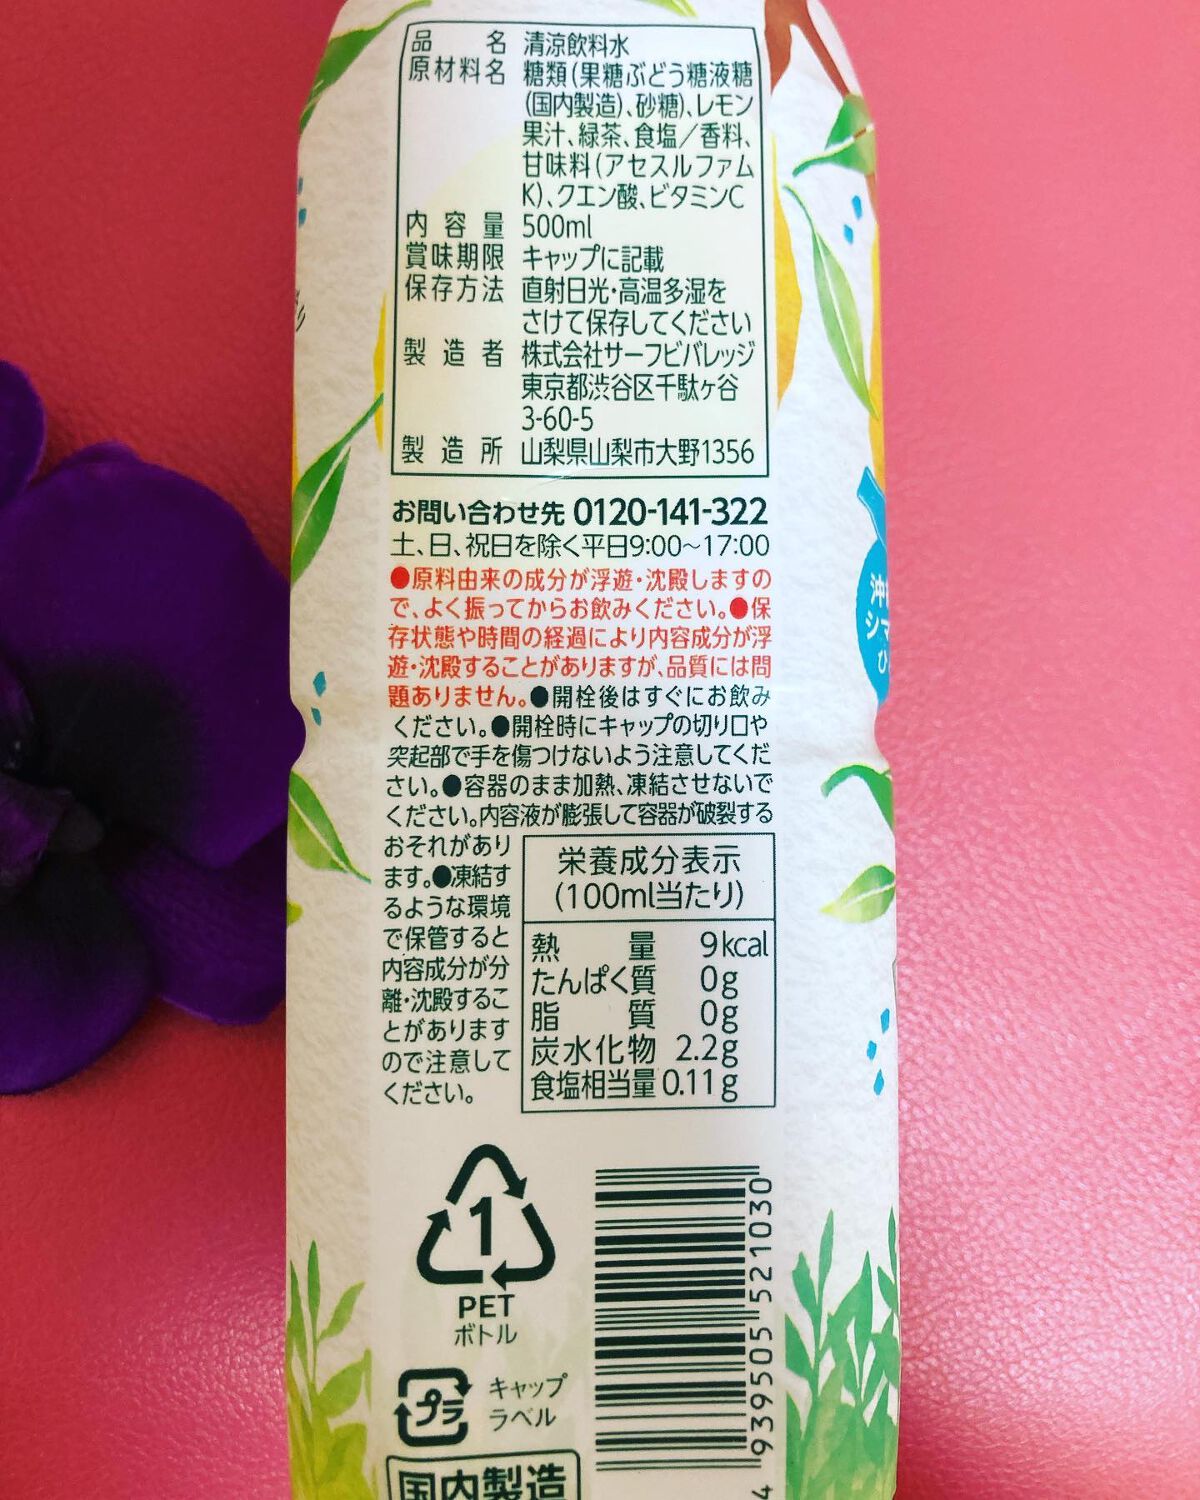 品名 清涼飲料水
原材料名 糖類(果糖ぶどう糖液糖
(国内製造)、砂糖)、レモン
果汁、緑茶、食塩/香料、
甘味料(アセスルファム
K)、クエン酸、ビタミンC
内容量 500ml
賞味期限 キャップに記載
保存方法 直射日光・高温多湿を
さけて保存してください
製造者 株式会社サーフビバレッジ
東京都渋谷区千駄ヶ谷
3-60-5
製造所 山梨県山梨市大野1356
お問い合わせ先 0120-141-322
土、日、祝日を除く平日9:00~17:00
●原料由来の成分が浮遊・沈殿しますの
で、よく振ってからお飲みください。●保
存状態や時間の経過により内容成分が浮
遊・沈殿することがありますが、品質には問
題ありません。●開栓後はすぐにお飲み
ください。●開栓時にキャップの切り口や
突起部で手を傷つけないよう注意してくだ
さい。●容器のまま加熱、凍結させないで
ください。内容液が膨張して容器が破裂する
おそれがあり
ます。●凍結す
るような環境
で保管すると
内容成分が分
離・沈殿するこ
とがあります
ので注意して
ください。
栄養成分表示
(100ml当たり)
熱量 9kcal
たんぱく質 0g
脂質 0g
炭水化物 2.2g
食塩相当量 0.11g
1
PET
ボトル
プラ
キャップ
ラベル
国内製造
4 939505 521030
沖
シマ
ひ